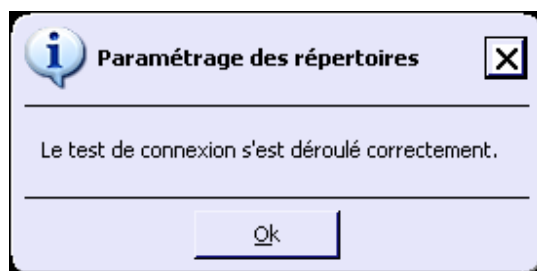 Paramétrage des répertoires
Le test de connexion s'est déroulé correctement.
Ok